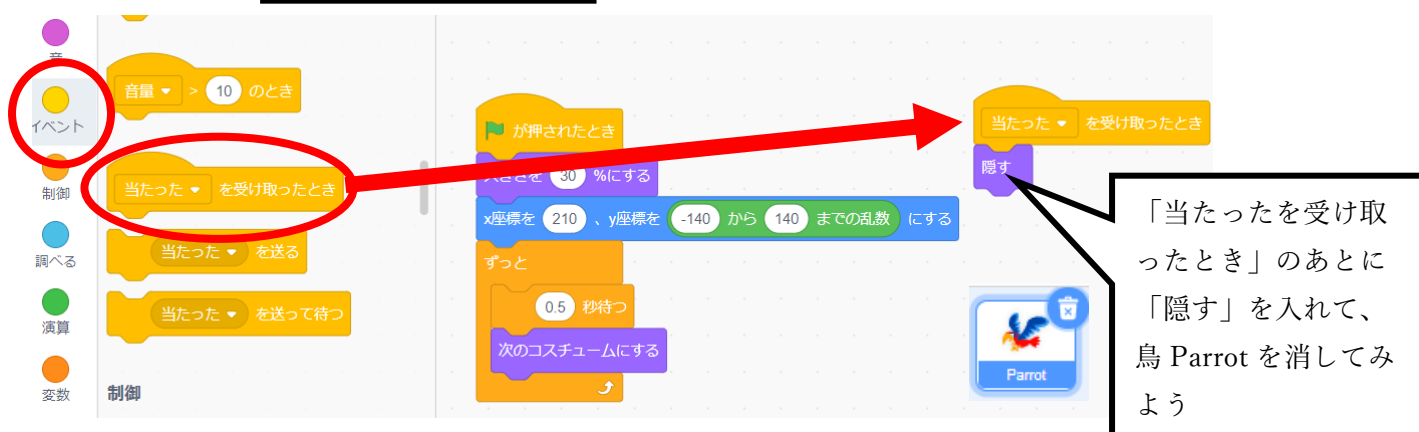 音
イベント
制御
調べる
演算
変数
音量 > 10 のとき
当たった を受け取ったとき
当たった を送る
当たった を送って待つ
制御
が押されたとき
大きさを 30 %にする
x座標を 210 、y座標を -140 から 140 までの乱数 にする
ずっと
0.5 秒待つ
次のコスチュームにする
当たった を受け取ったとき
隠す
Parrot
「当たったを受け取
ったとき」のあとに
「隠す」を入れて、
鳥 Parrot を消してみ
よう